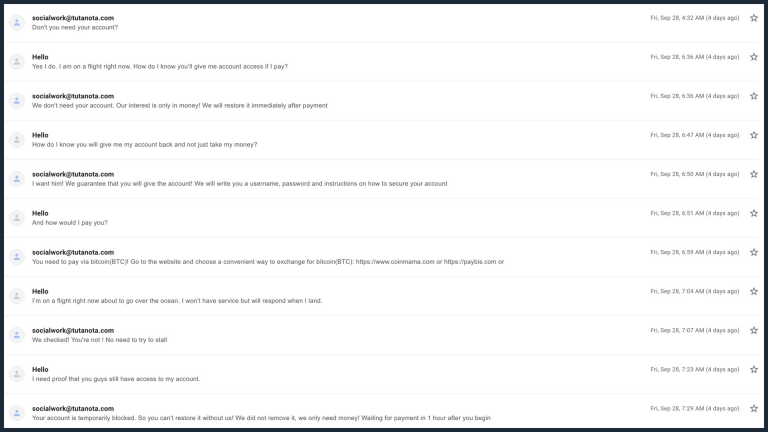 socialwork@tutanota.com Fri, Sep 28, 4:32 AM (4 days ago)
Don't you need your account?
Hello Fri, Sep 28, 6:36 AM (4 days ago)
Yes I do. I am on a flight right now. How do I know you'll give me account access if I pay?
socialwork@tutanota.com Fri, Sep 28, 6:36 AM (4 days ago)
We don't need your account. Our interest is only in money! We will restore it immediately after payment
Hello Fri, Sep 28, 6:47 AM (4 days ago)
How do I know you will give me my account back and not just take my money?
socialwork@tutanota.com Fri, Sep 28, 6:50 AM (4 days ago)
I want him! We guarantee that you will give the account! We will write you a username, password and instructions on how to secure your account
Hello Fri, Sep 28, 6:51 AM (4 days ago)
And how would I pay you?
socialwork@tutanota.com Fri, Sep 28, 6:59 AM (4 days ago)
You need to pay via bitcoin(BTC)! Go to the website and choose a convenient way to exchange for bitcoin(BTC): https://www.coinmama.com or https://paybis.com or
Hello Fri, Sep 28, 7:04 AM (4 days ago)
I'm on a flight right now about to go over the ocean. I won't have service but will respond when I land.
socialwork@tutanota.com Fri, Sep 28, 7:07 AM (4 days ago)
We checked! You're not ! No need to try to stall
Hello Fri, Sep 28, 7:23 AM (4 days ago)
I need proof that you guys still have access to my account.
socialwork@tutanota.com Fri, Sep 28, 7:29 AM (4 days ago)
Your account is temporarily blocked. So you can't restore it without us! We did not remove it, we only need money! Waiting for payment in 1 hour after you begin